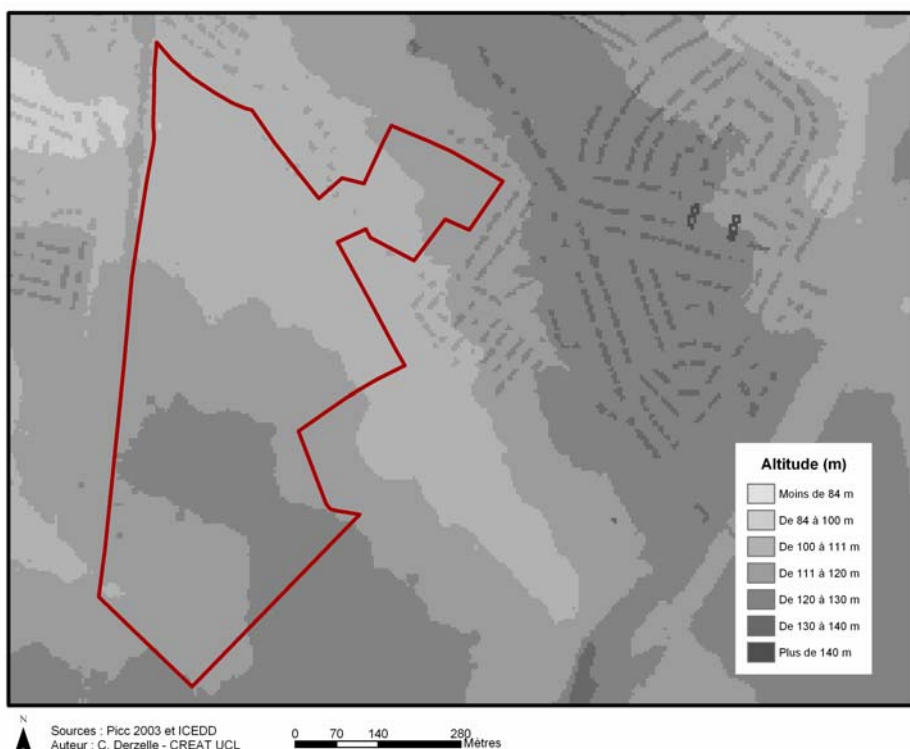 Altitude (m)
Moins de 84 m
De 84 à 100 m
De 100 à 111 m
De 111 à 120 m
De 120 à 130 m
De 130 à 140 m
Plus de 140 m
N
Sources : Picc 2003 et ICEDD
Auteur : C. Derzelle - CREAT UCL
0 70 140 280
Mètres